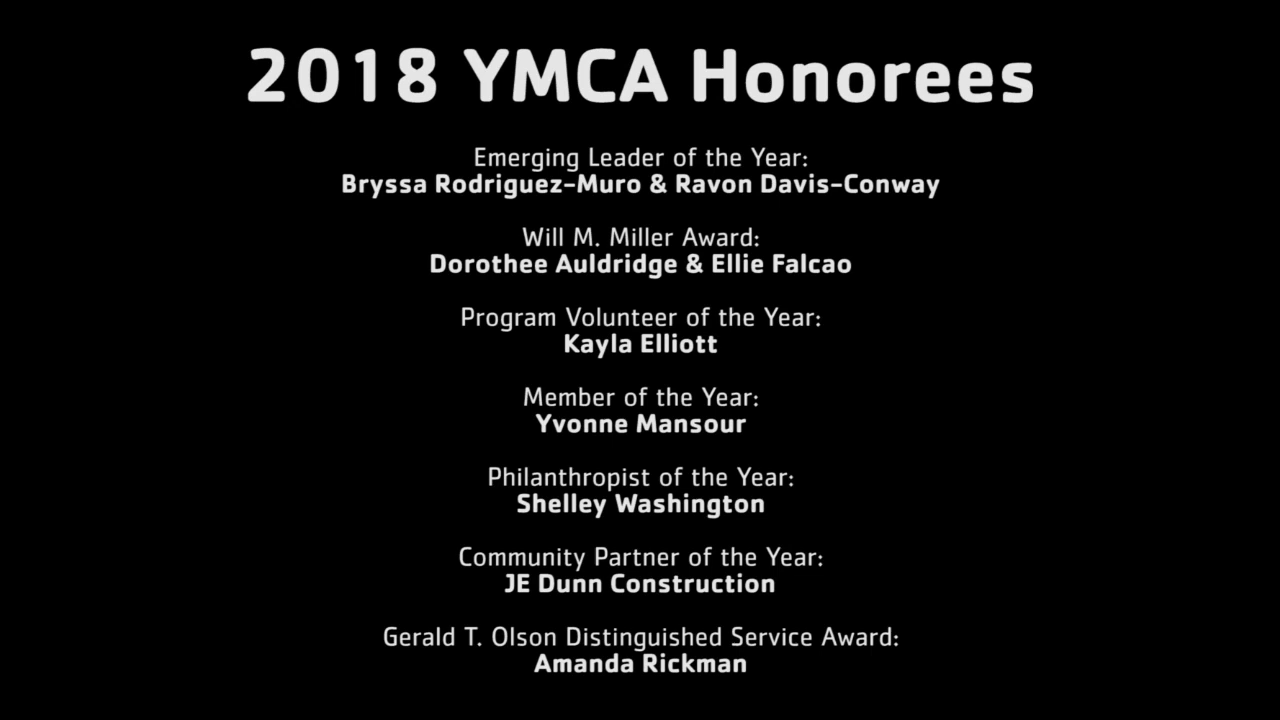 2018 YMCA Honorees
Emerging Leader of the Year:
Bryssa Rodriguez-Muro & Ravon Davis-Conway
Will M. Miller Award:
Dorothee Auldridge & Ellie Falcao
Program Volunteer of the Year:
Kayla Elliott
Member of the Year:
Yvonne Mansour
Philanthropist of the Year:
Shelley Washington
Community Partner of the Year:
JE Dunn Construction
Gerald T. Olson Distinguished Service Award:
Amanda Rickman